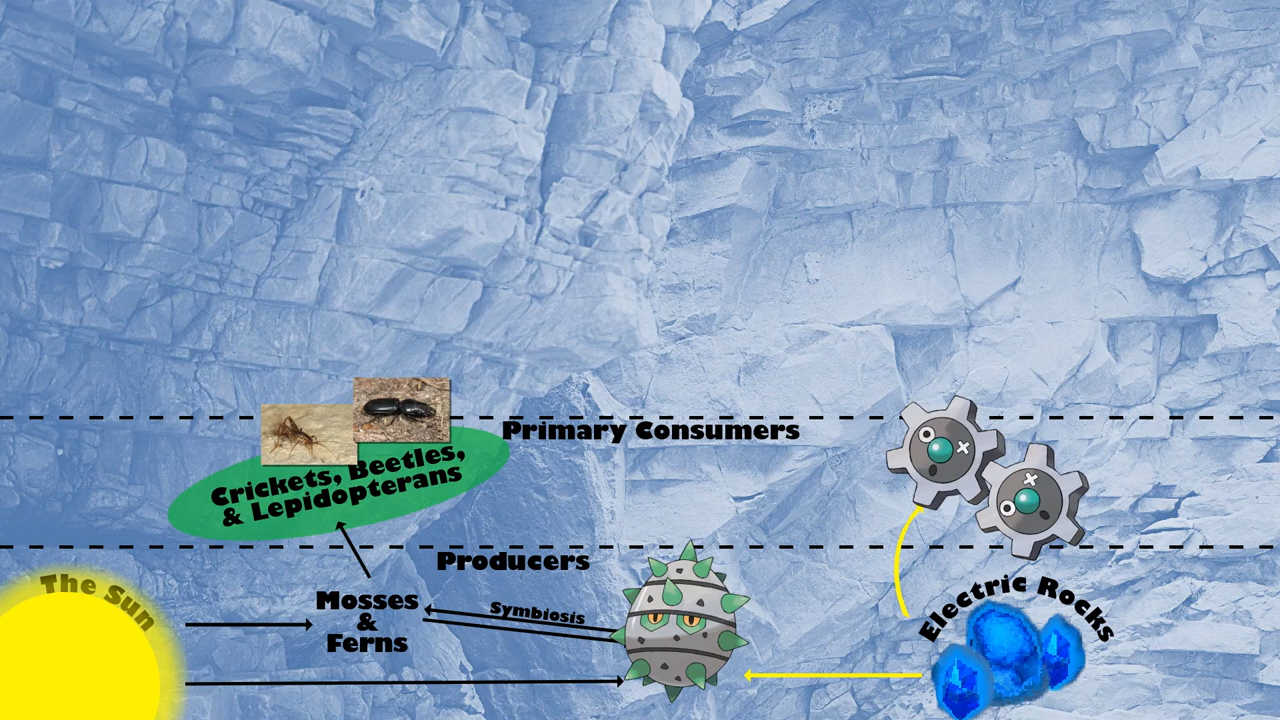 Primary Consumers
Crickets, Beetles,
& Lepidopterans
Producers
The Sun
Mosses
&
Ferns
Symbiosis
Electric Rocks